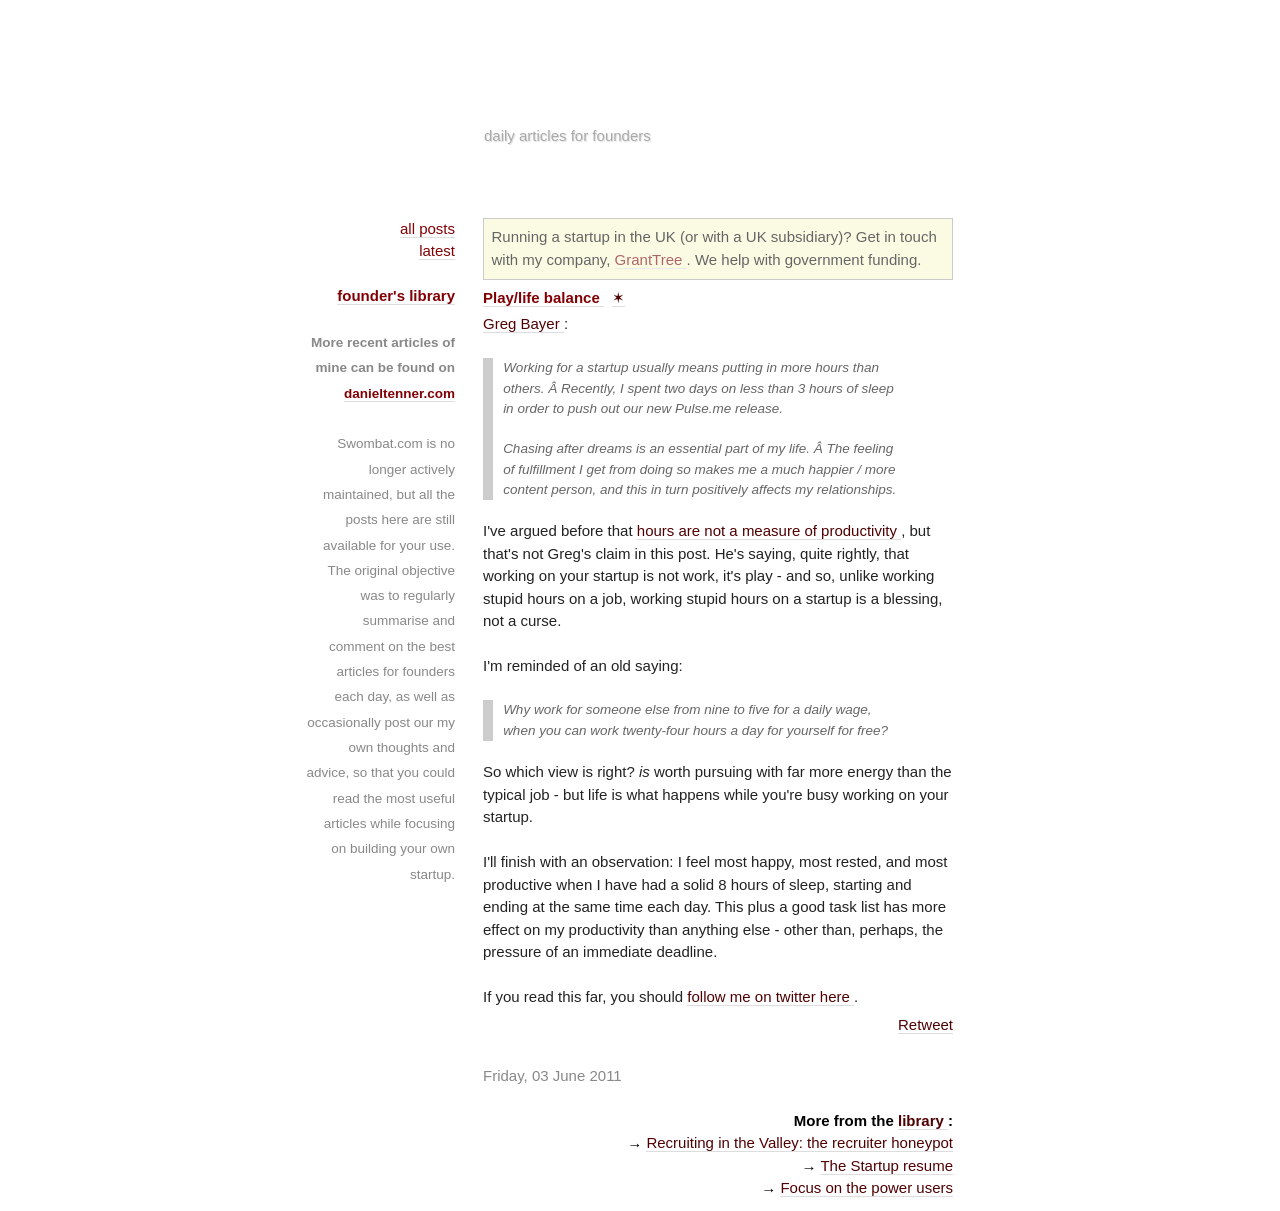 daily articles for founders
all posts
latest
founder's library
More recent articles of
mine can be found on
danieltenner.com
Swombat.com is no
longer actively
maintained, but all the
posts here are still
available for your use.
The original objective
was to regularly
summarise and
comment on the best
articles for founders
each day, as well as
occasionally post our my
own thoughts and
advice, so that you could
read the most useful
articles while focusing
on building your own
startup.
Running a startup in the UK (or with a UK subsidiary)? Get in touch
with my company, GrantTree . We help with government funding.
Play/life balance ✶
Greg Bayer :
Working for a startup usually means putting in more hours than
others. Â Recently, I spent two days on less than 3 hours of sleep
in order to push out our new Pulse.me release.
Chasing after dreams is an essential part of my life. Â The feeling
of fulfillment I get from doing so makes me a much happier / more
content person, and this in turn positively affects my relationships.
I've argued before that hours are not a measure of productivity , but
that's not Greg's claim in this post. He's saying, quite rightly, that
working on your startup is not work, it's play - and so, unlike working
stupid hours on a job, working stupid hours on a startup is a blessing,
not a curse.
I'm reminded of an old saying:
Why work for someone else from nine to five for a daily wage,
when you can work twenty-four hours a day for yourself for free?
So which view is right? is worth pursuing with far more energy than the
typical job - but life is what happens while you're busy working on your
startup.
I'll finish with an observation: I feel most happy, most rested, and most
productive when I have had a solid 8 hours of sleep, starting and
ending at the same time each day. This plus a good task list has more
effect on my productivity than anything else - other than, perhaps, the
pressure of an immediate deadline.
If you read this far, you should follow me on twitter here .
Retweet
Friday, 03 June 2011
More from the library :
→ Recruiting in the Valley: the recruiter honeypot
→ The Startup resume
→ Focus on the power users